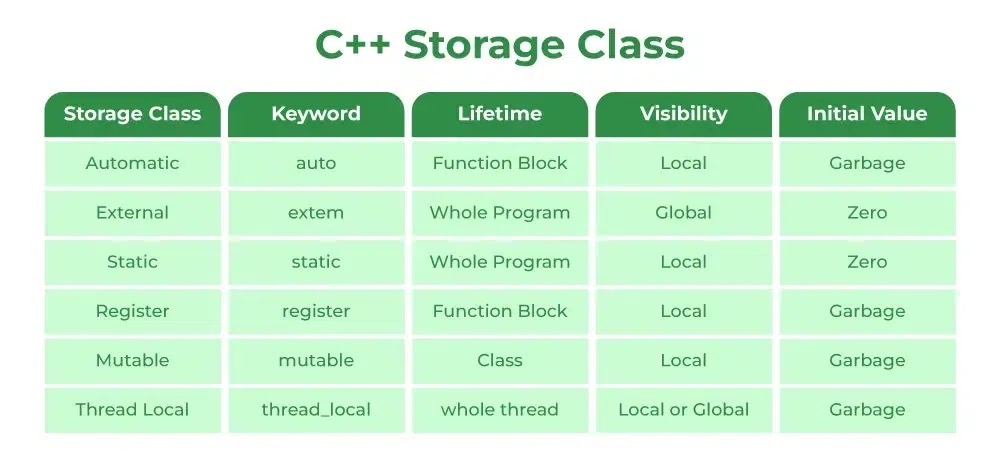 C++ Storage Class
Storage Class Keyword Lifetime Visibility Initial Value
Automatic auto Function Block Local Garbage
External extem Whole Program Global Zero
Static static Whole Program Local Zero
Register register Function Block Local Garbage
Mutable mutable Class Local Garbage
Thread Local thread_local whole thread Local or Global Garbage